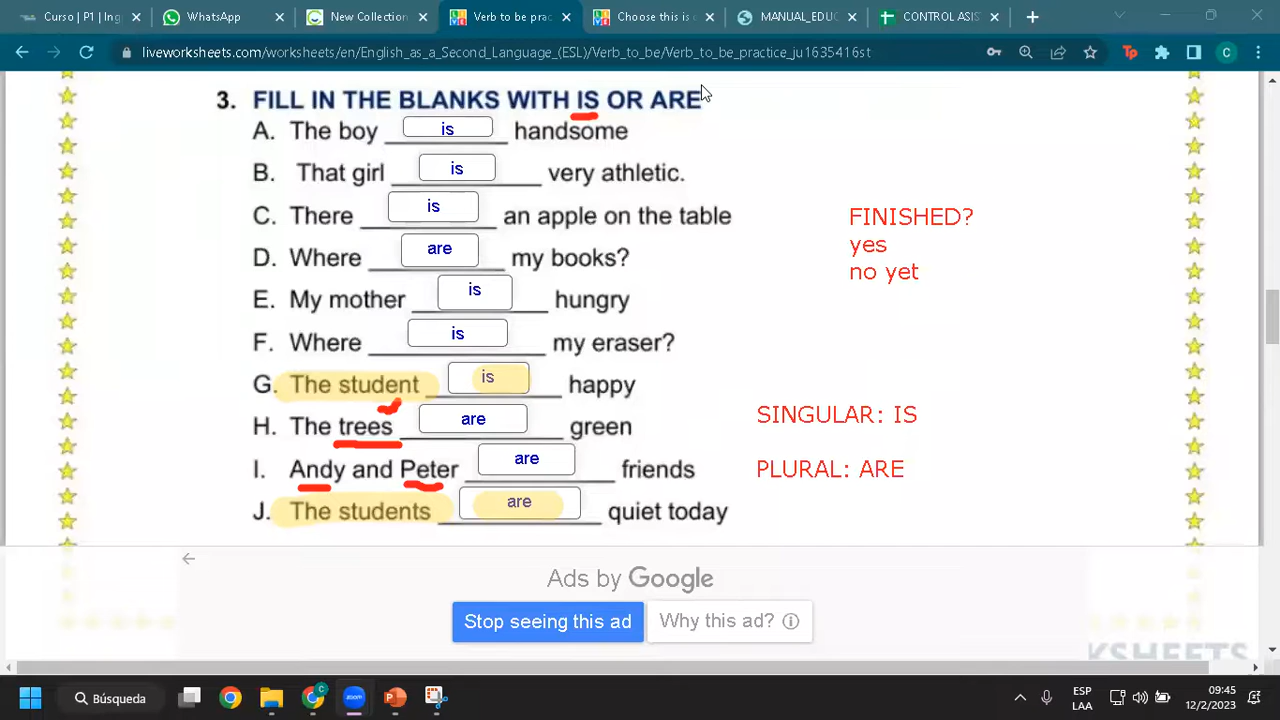 Curso | P1 | Ing
WhatsApp
New Collection
Verb to be prac
Choose this is o
MANUAL_EDUC
CONTROL ASIS
liveworksheets.com/worksheets/en/English_as_a_Second_Language_(ESL)/Verb_to_be/Verb_to_be_practice_ju1635416st
C
3. FILL IN THE BLANKS WITH IS OR ARE
A. The boy is handsome
B. That girl is very athletic.
C. There is an apple on the table
D. Where are my books?
E. My mother is hungry
F. Where is my eraser?
G. The student is happy
H. The trees are green
I. Andy and Peter are friends
J. The students are quiet today
FINISHED?
yes
no yet
SINGULAR: IS
PLURAL: ARE
Ads by Google
Stop seeing this ad
Why this ad?
KSHEETS
Búsqueda
zoom
ESP
LAA
09:45
12/2/2023